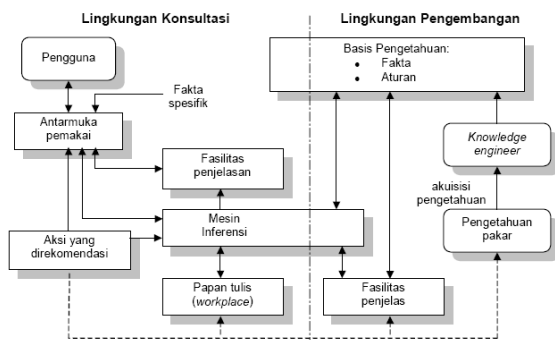 Lingkungan Konsultasi
Lingkungan Pengembangan
Pengguna
Fakta
spesifik
Antarmuka
pemakai
Fasilitas
penjelasan
Mesin
Inferensi
Aksi yang
direkomendasi
Papan tulis
(workplace)
Basis Pengetahuan:
• Fakta
• Aturan
Knowledge
engineer
akuisisi
pengetahuan
Pengetahuan
pakar
Fasilitas
penjelas